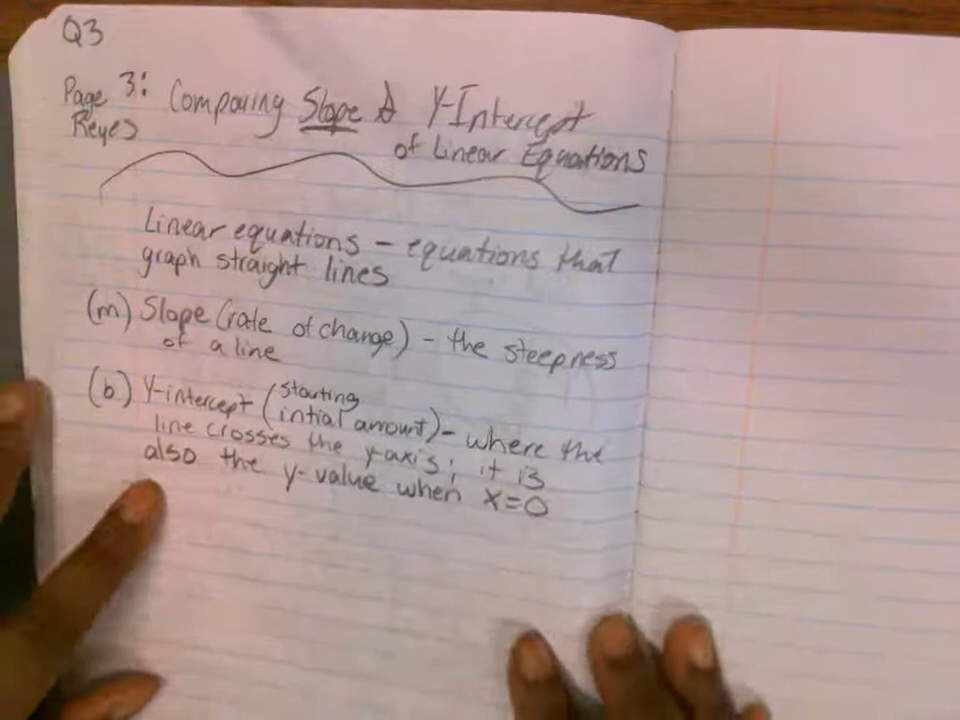 Q3
Page 3: Comparing Slope & Y-Intercept
Reyes
of Linear Equations
Linear equations - equations that
graph straight lines
(m) Slope (rate of change) - the steepness
of a line
(b) Y-intercept (starting
intial amount) - where the
line crosses the y-axis; it is
also the y-value when x=0